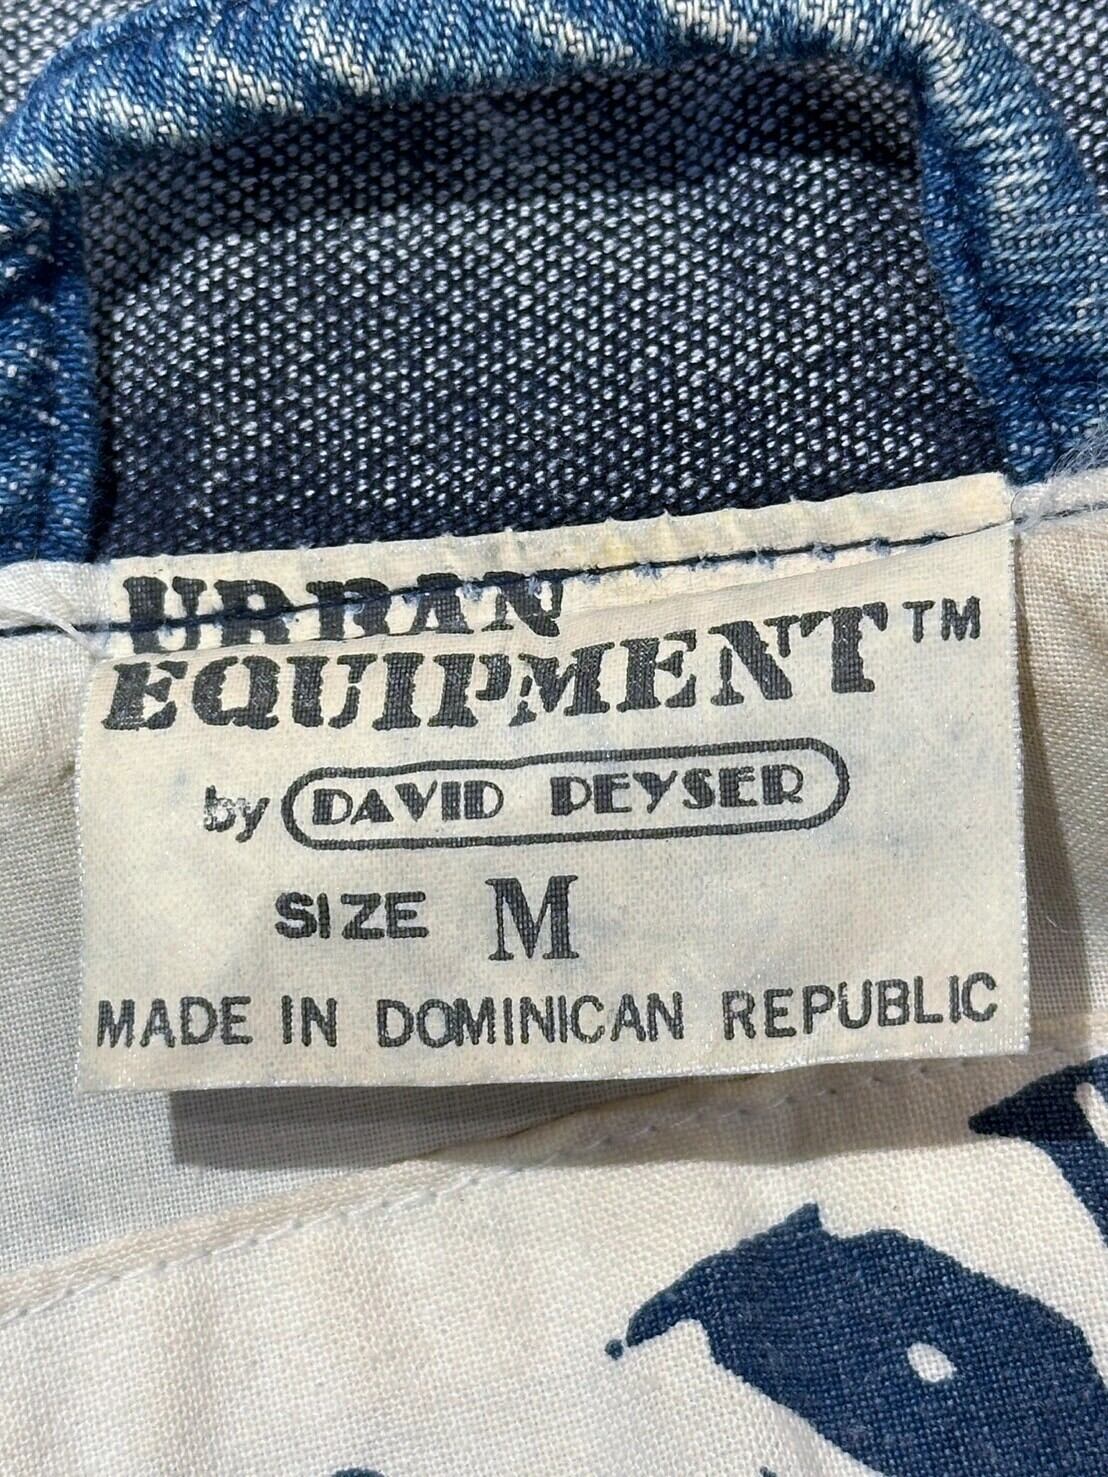 URBAN
EQUIPMENT™
by DAVID PEYSER
SIZE M
MADE IN DOMINICAN REPUBLIC